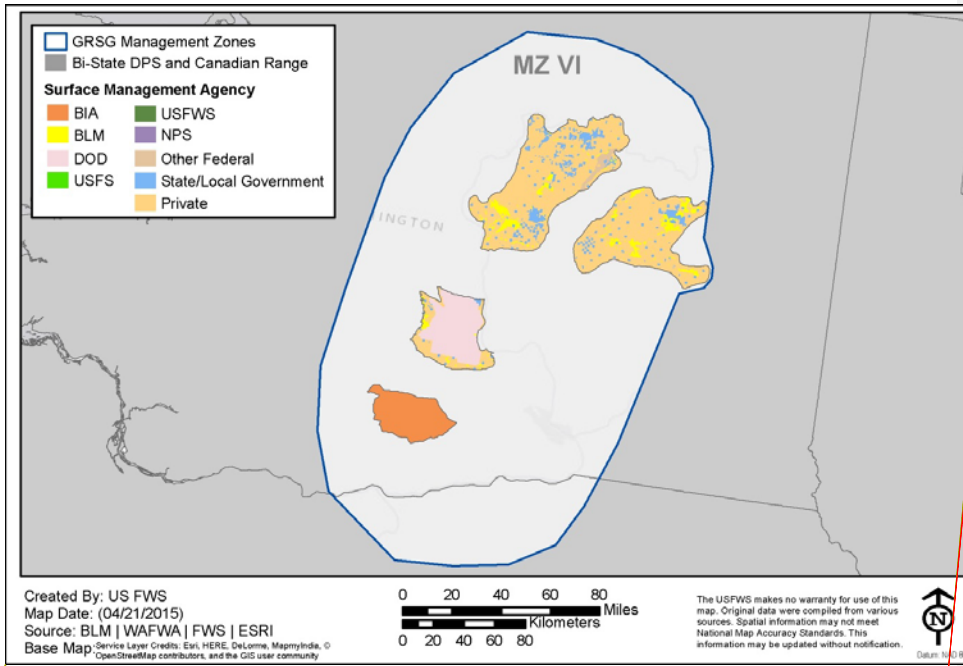 GRSG Management Zones
Bi-State DPS and Canadian Range
Surface Management Agency
BIA
USFWS
BLM
NPS
DOD
Other Federal
USFS
State/Local Government
Private
MZ VI
INGTON
Created By: US FWS
Map Date: (04/21/2015)
Source: BLM | WAFWA | FWS | ESRI
Base Map: Service Layer Credits: Esri, HERE, DeLorme, MapmyIndia, ©
OpenStreetMap contributors, and the GIS user community
0 20 40 60 80
Miles
Kilometers
0 20 40 60 80
The USFWS makes no warranty for use of this
map. Original data were compiled from various
sources. Spatial information may not meet
National Map Accuracy Standards. This
information may be updated without notification.
N
Datum: NAD 8